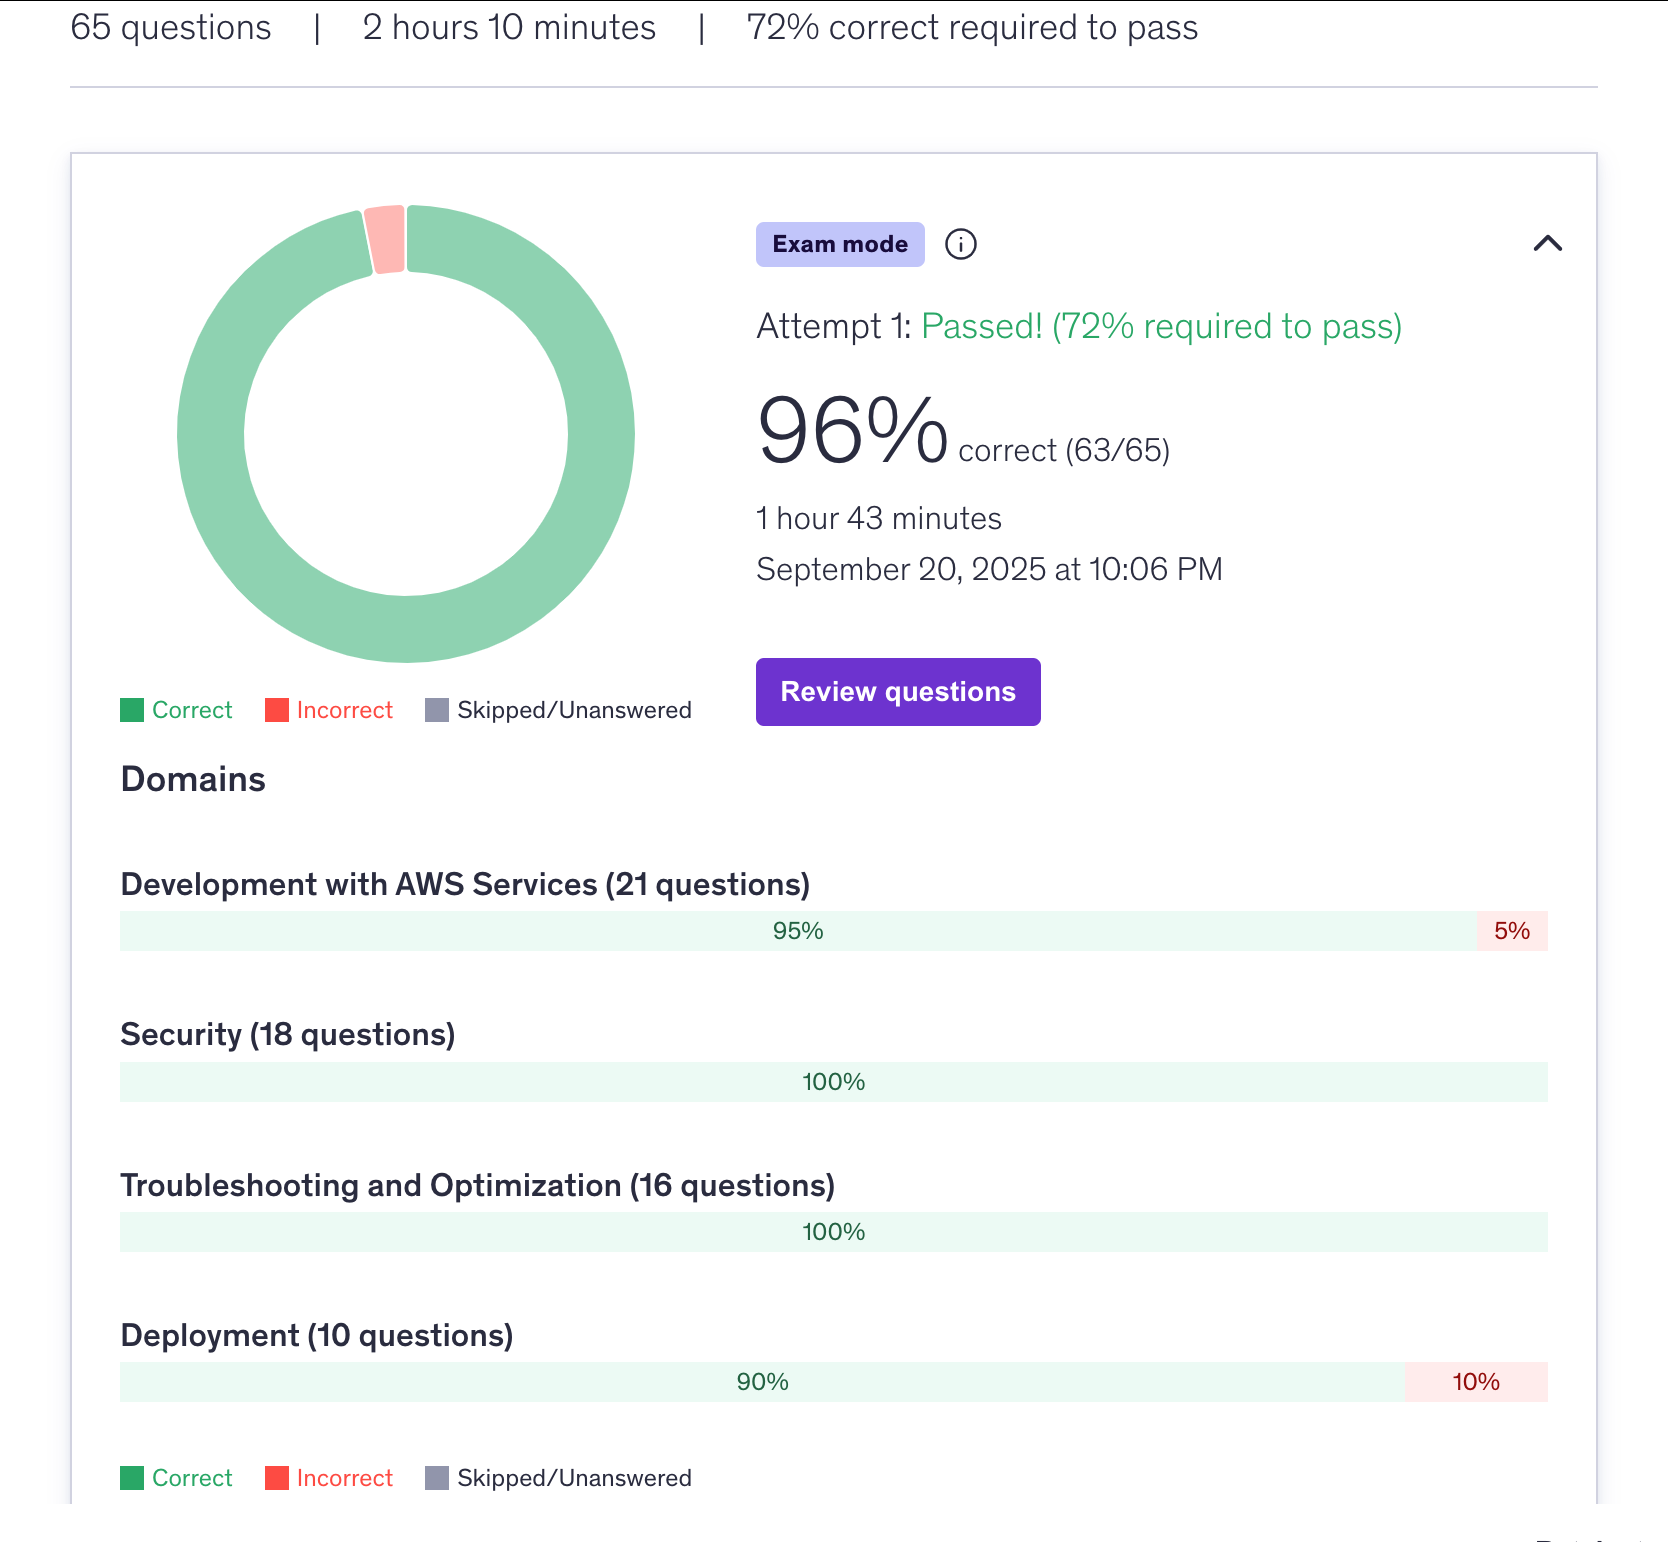 65 questions | 2 hours 10 minutes | 72% correct required to pass
Exam mode
Attempt 1: Passed! (72% required to pass)
96% correct (63/65)
1 hour 43 minutes
September 20, 2025 at 10:06 PM
Review questions
Correct Incorrect Skipped/Unanswered
Domains
Development with AWS Services (21 questions)
95% 5%
Security (18 questions)
100%
Troubleshooting and Optimization (16 questions)
100%
Deployment (10 questions)
90% 10%
Correct Incorrect Skipped/Unanswered